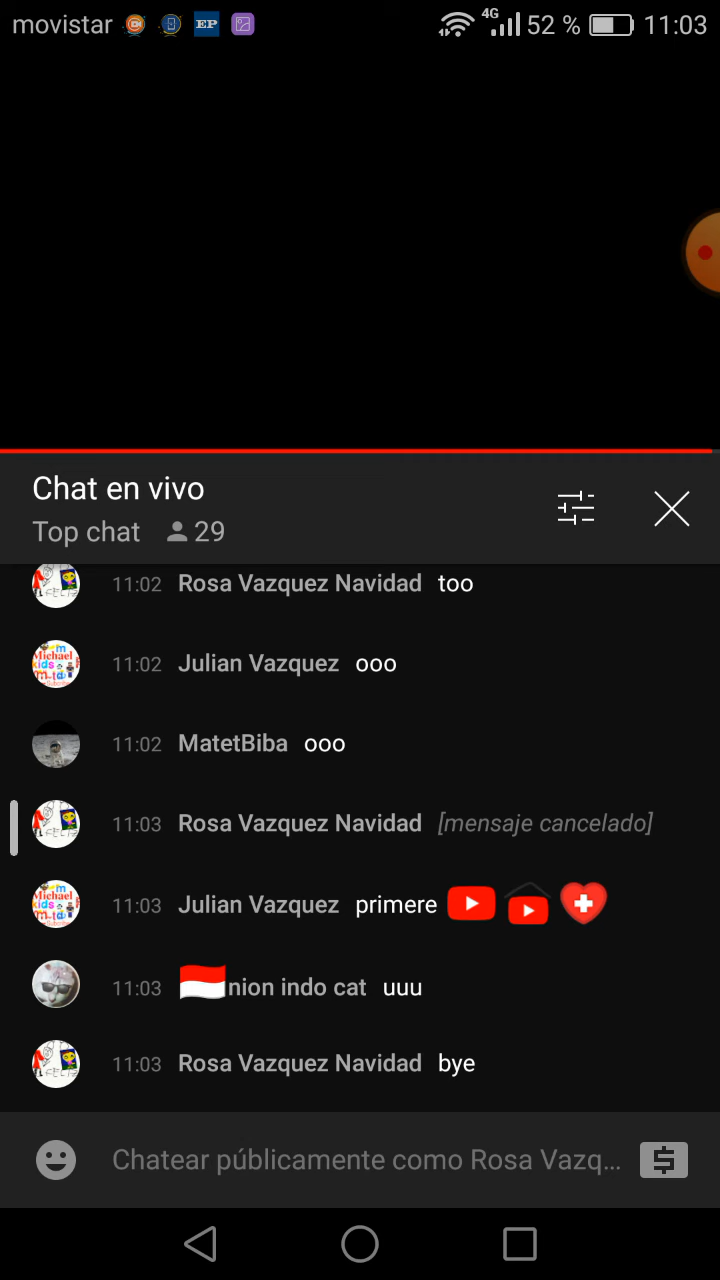 movistar EP 4G 52 % 11:03
Chat en vivo
Top chat 29
11:02 Rosa Vazquez Navidad too
11:02 Julian Vazquez ooo
11:02 MatetBiba ooo
11:03 Rosa Vazquez Navidad [mensaje cancelado]
11:03 Julian Vazquez primere
11:03 nion indo cat uuu
11:03 Rosa Vazquez Navidad bye
Chatear públicamente como Rosa Vazq...